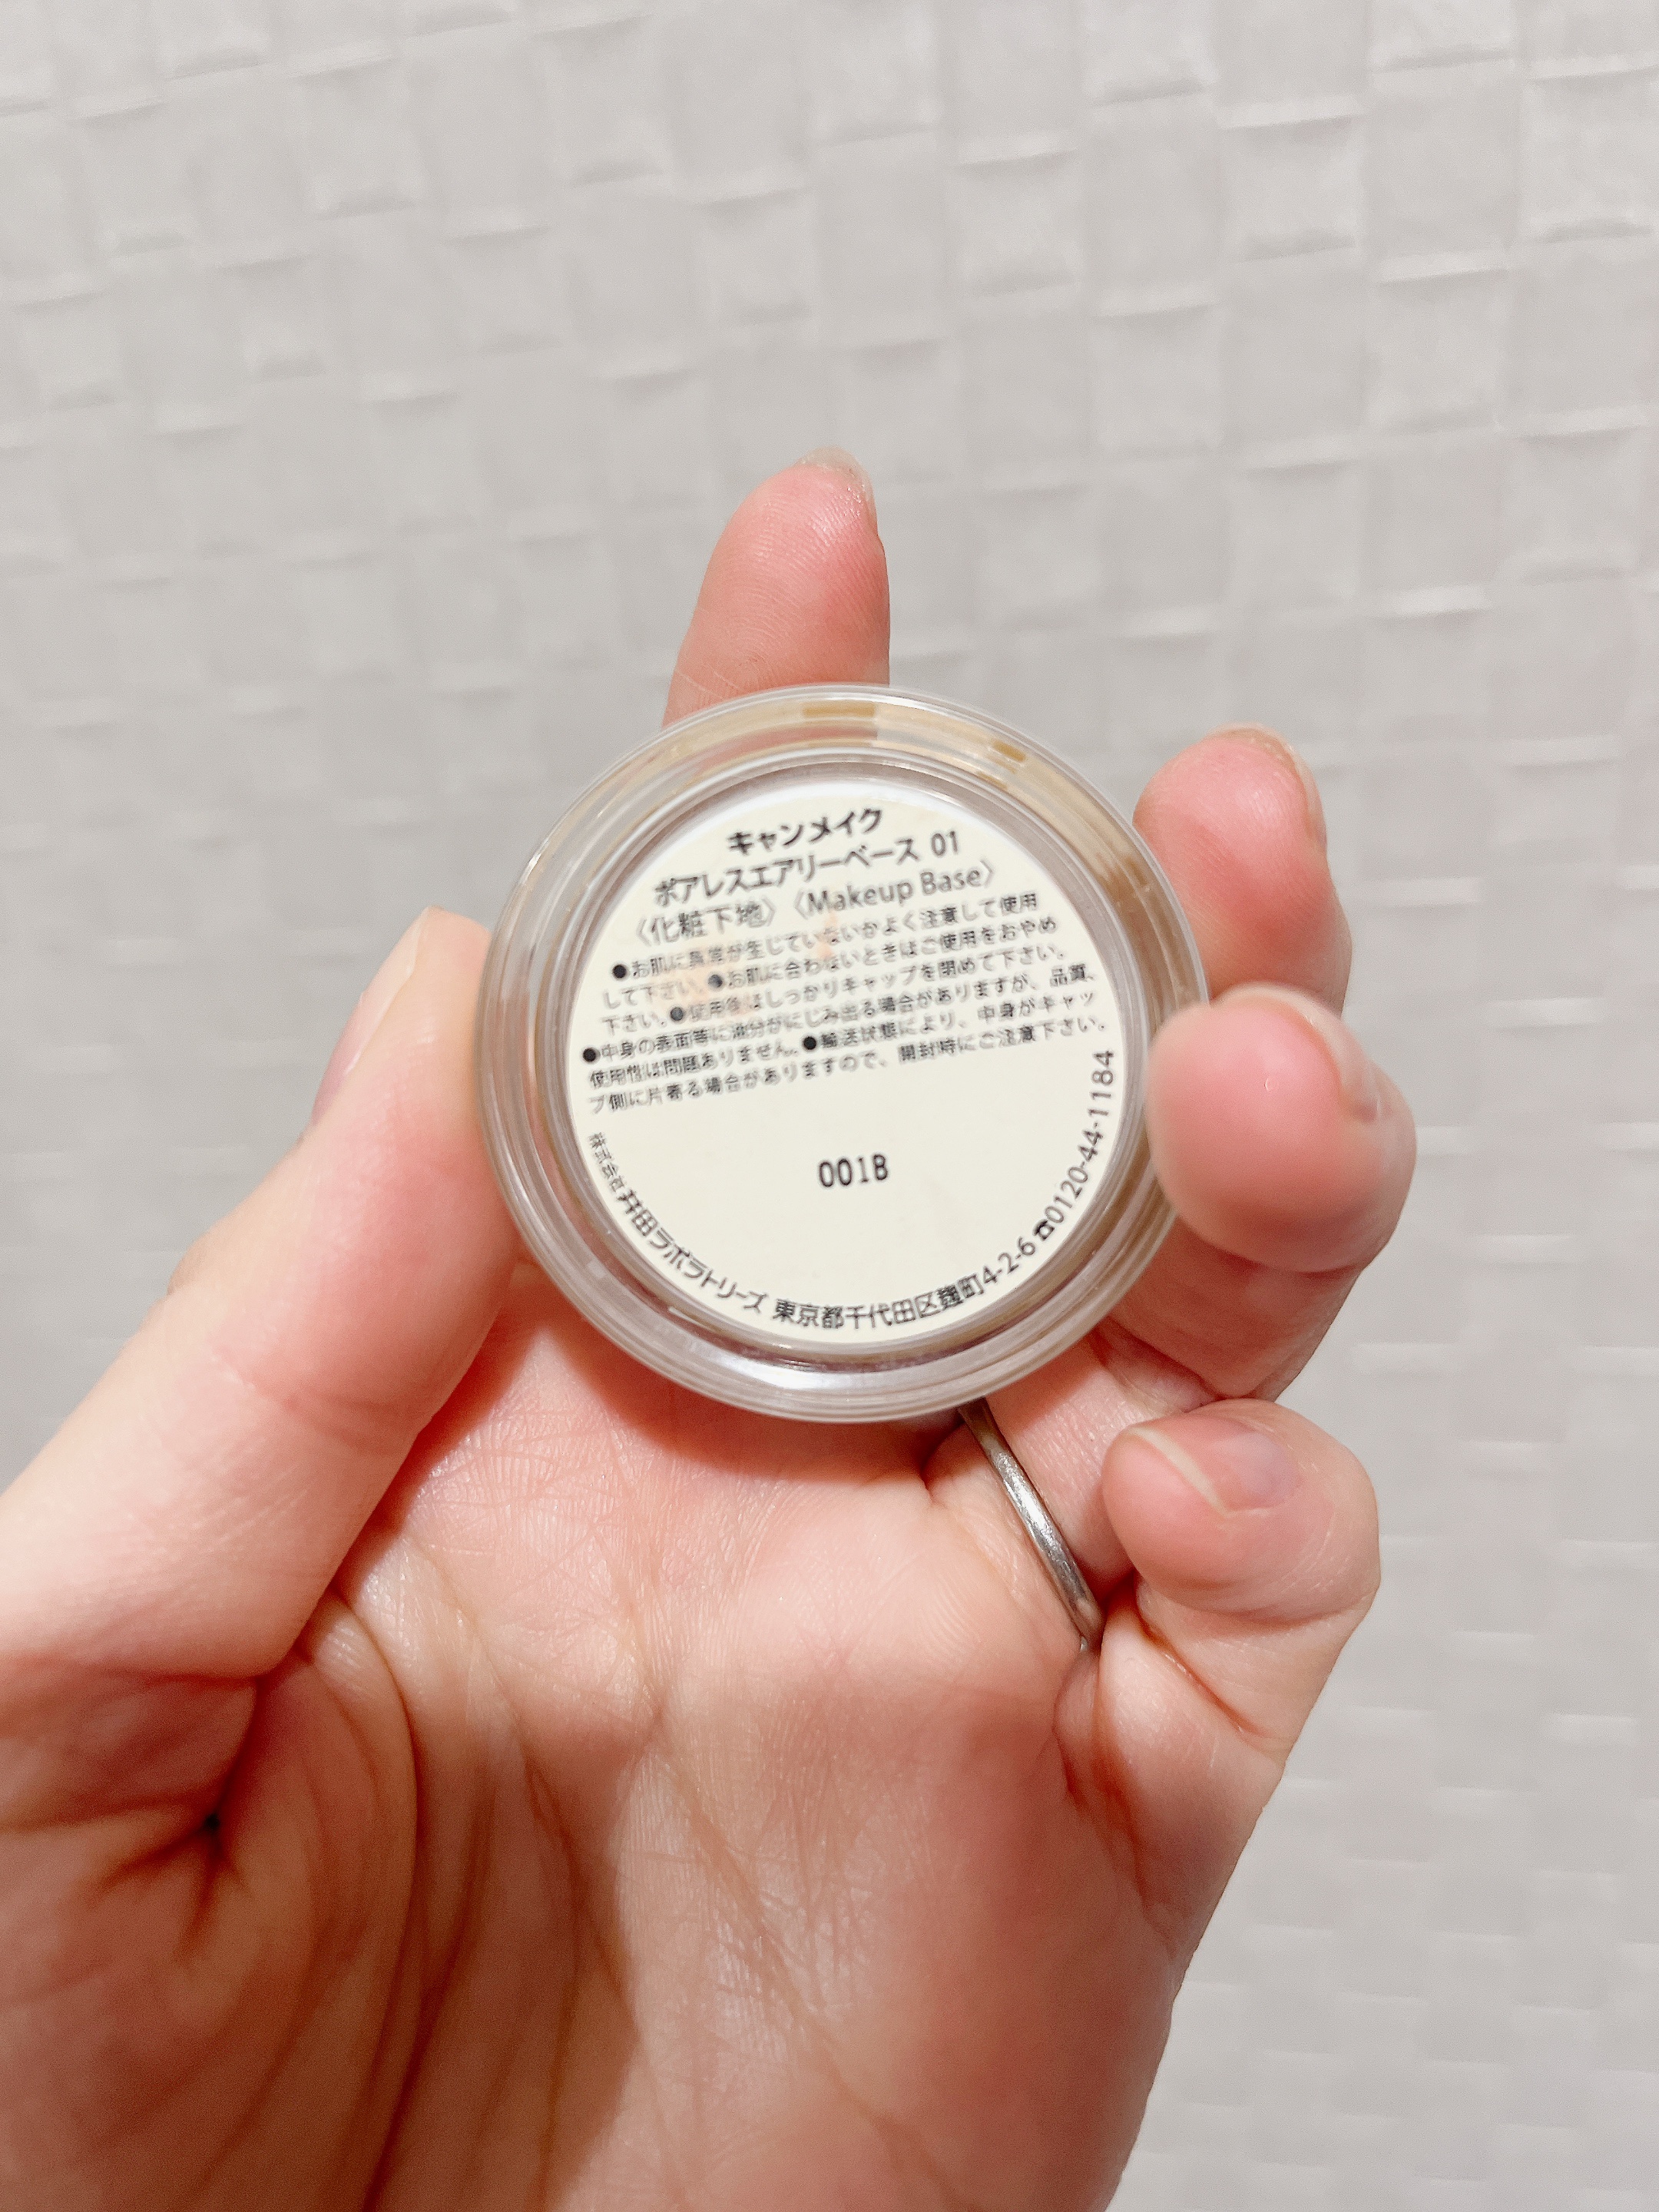 キャンメイク
ポアレスエアリーベース 01
〈化粧下地〉〈Makeup Base〉
●お肌に異常が生じていないかよく注意して使用
して下さい。●お肌に合わないときはご使用をおやめ
下さい。●使用後はしっかりキャップを閉めて下さい。
●中身の表面等に油分がにじみ出る場合がありますが、品質、
使用性は問題ありません。●輸送状態により、中身がキャッ
プ側に片寄る場合がありますので、開封時にご注意下さい。
001B
株式会社 井田ラボラトリーズ 東京都千代田区麹町4-2-6 ☎0120-44-1184